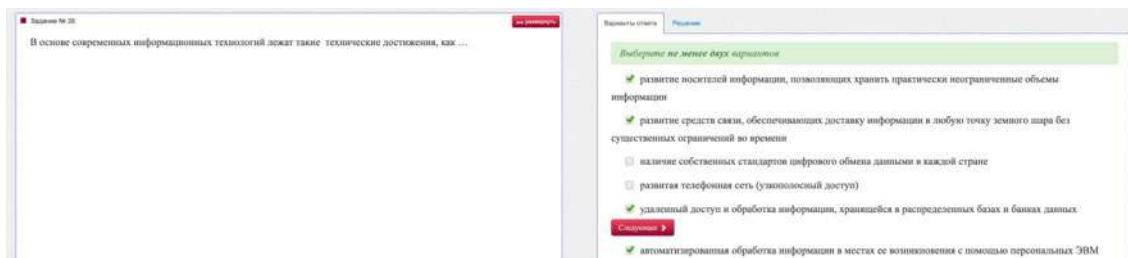 Задание № 28
развернуть
В основе современных информационных технологий лежат такие технические достижения, как …
Варианты ответа
Решение
Выберите не менее двух вариантов
развитие носителей информации, позволяющих хранить практически неограниченные объемы
информации
развитие средств связи, обеспечивающих доставку информации в любую точку земного шара без
существенных ограничений во времени
наличие собственных стандартов цифрового обмена данными в каждой стране
развитая телефонная сеть (узкополосный доступ)
удаленный доступ и обработка информации, хранящейся в распределенных базах и банках данных
Следующая
автоматизированная обработка информации в местах ее возникновения с помощью персональных ЭВМ